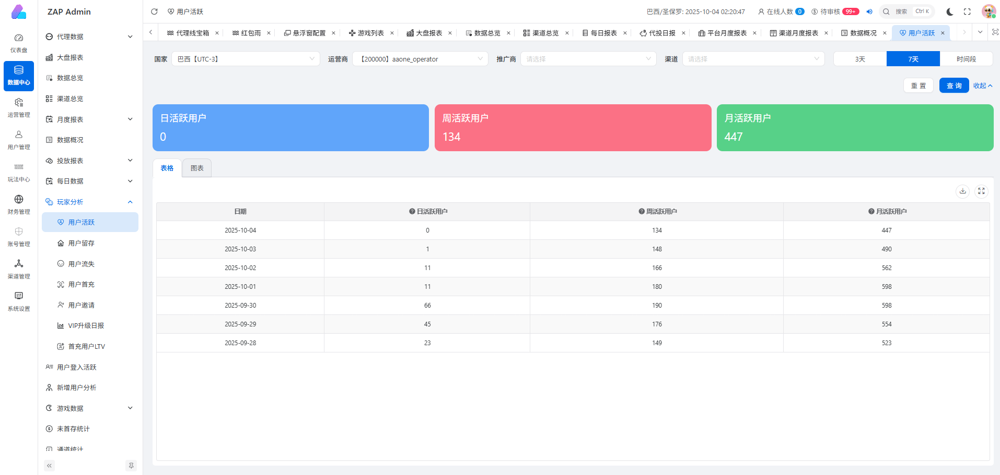 ZAP Admin
用户活跃
巴西/圣保罗: 2025-10-04 02:20:47
在线人数 0
待审核 99+
搜索 Ctrl K
代理线宝箱
红包雨
悬浮窗配置
游戏列表
大盘报表
数据总览
渠道总览
每日报表
代投日报
平台月度报表
渠道月度报表
数据概况
用户活跃
仪表盘
数据中心
运营管理
用户管理
玩法中心
财务管理
账号管理
渠道管理
系统设置
代理数据
大盘报表
数据总览
渠道总览
月度报表
数据概况
投放报表
每日数据
玩家分析
用户活跃
用户留存
用户流失
用户首充
用户邀请
VIP升级日报
首充用户LTV
用户登入活跃
新增用户分析
游戏数据
未首存统计
通道统计
国家 巴西【UTC-3】
运营商 【200000】aaone_operator
推广商 请选择
渠道 请选择
3天 7天 时间段
重 置 查 询 收起
日活跃用户
0
周活跃用户
134
月活跃用户
447
表格 图表
日期 日活跃用户 周活跃用户 月活跃用户
2025-10-04 0 134 447
2025-10-03 1 148 490
2025-10-02 11 166 562
2025-10-01 11 180 598
2025-09-30 66 190 598
2025-09-29 45 176 554
2025-09-28 23 149 523